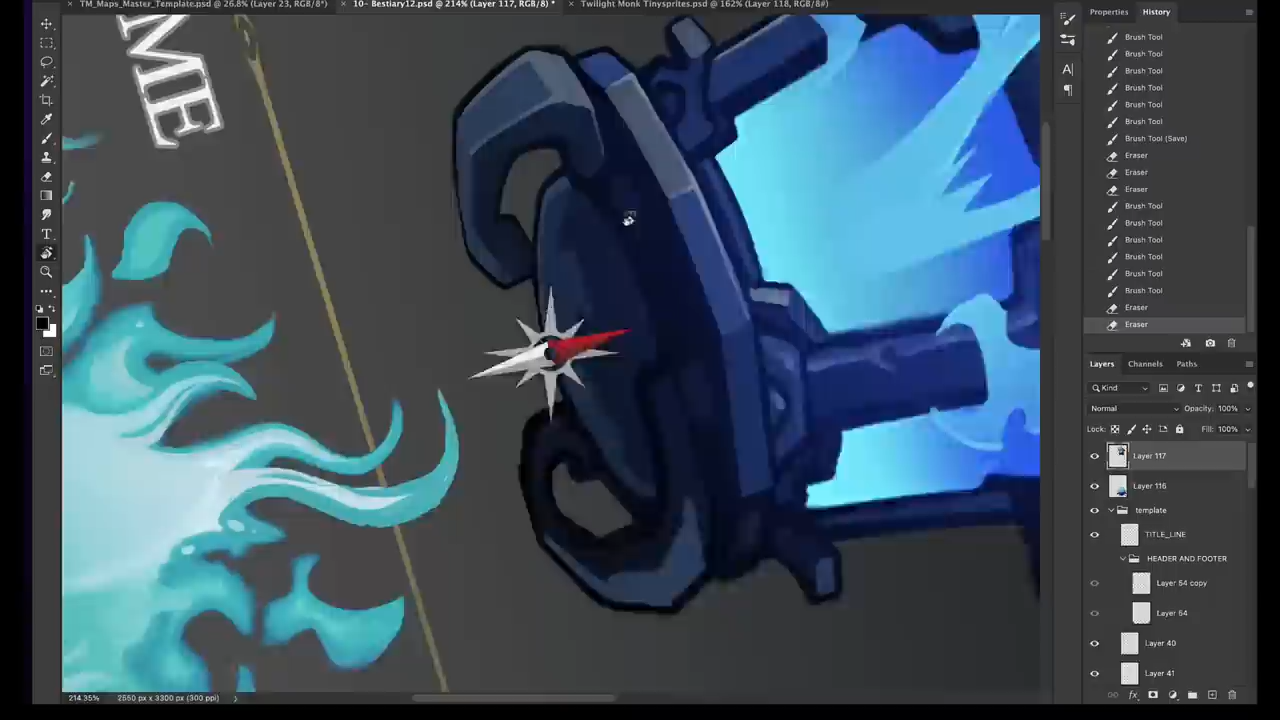 TM_Maps_Master_Template.psd @ 26.8% (Layer 23, RGB/8*)
10- Bestiary12.psd @ 214% (Layer 117, RGB/8) *
Twilight Monk Tinysprites.psd @ 162% (Layer 118, RGB/8#)
Properties
History
ME
Brush Tool
Brush Tool
Brush Tool
Brush Tool
Brush Tool
Brush Tool
Brush Tool (Save)
Eraser
Eraser
Eraser
Brush Tool
Brush Tool
Brush Tool
Brush Tool
Brush Tool
Brush Tool
Eraser
Eraser
Layers
Channels
Paths
Kind
Normal
Opacity: 100%
Lock:
Fill: 100%
Layer 117
Layer 116
template
TITLE_LINE
HEADER AND FOOTER
Layer 54 copy
Layer 54
Layer 40
Layer 41
214.35%
2550 px x 3300 px (300 ppi)